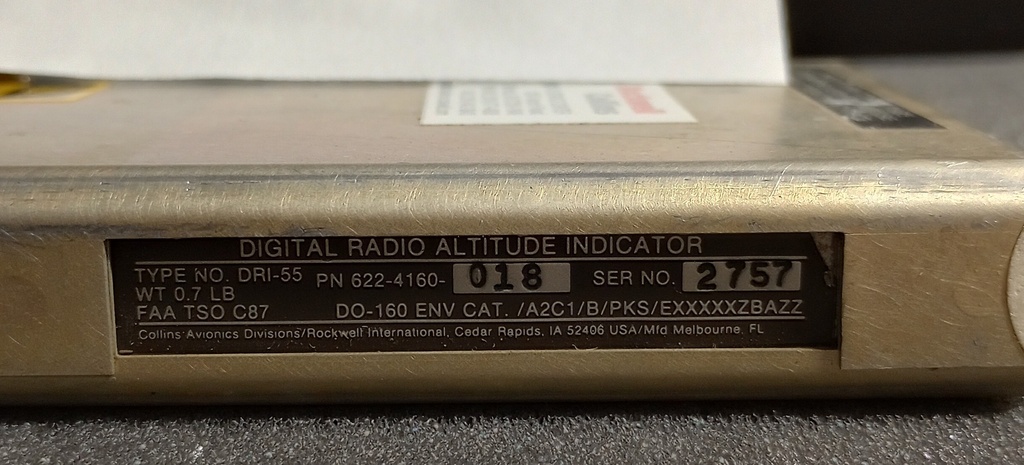 DIGITAL RADIO ALTITUDE INDICATOR
TYPE NO. DRI-55 PN 622-4160- 018 SER NO. 2757
WT 0.7 LB
FAA TSO C87 DO-160 ENV CAT. /A2C1/B/PKS/EXXXXXZBAZZ
Collins Avionics Divisions/Rockwell International, Cedar Rapids, IA 52406 USA/Mfd Melbourne, FL